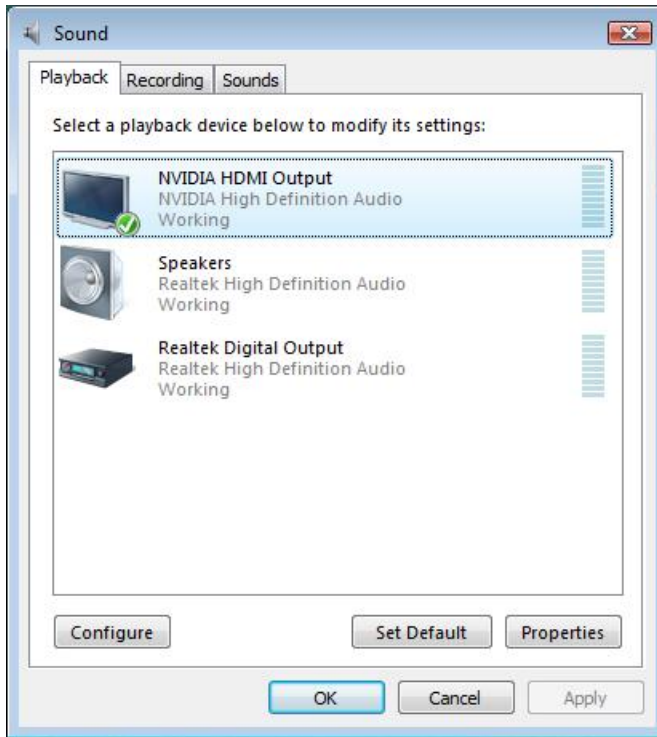 Sound
Playback Recording Sounds
Select a playback device below to modify its settings:
NVIDIA HDMI Output
NVIDIA High Definition Audio
Working
Speakers
Realtek High Definition Audio
Working
Realtek Digital Output
Realtek High Definition Audio
Working
Configure Set Default Properties
OK Cancel Apply